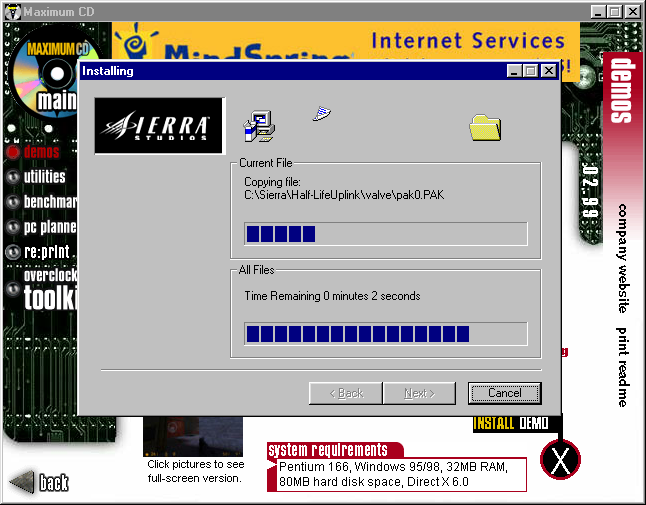 Maximum CD
MAXIMUMCD
main
MindSpring
Internet Services
Installing
SIERRA
STUDIOS
demos
utilities
benchmar
pc planne
re:print
overclock
toolki
Current File
Copying file:
C:\Sierra\Half-LifeUplink\valve\pak0.PAK
All Files
Time Remaining 0 minutes 2 seconds
< Back
Next >
Cancel
demos
02.99
company website
print readme
INSTALL DEMO
Click pictures to see
full-screen version.
system requirements
Pentium 166, Windows 95/98, 32MB RAM,
80MB hard disk space, Direct X 6.0
X
back